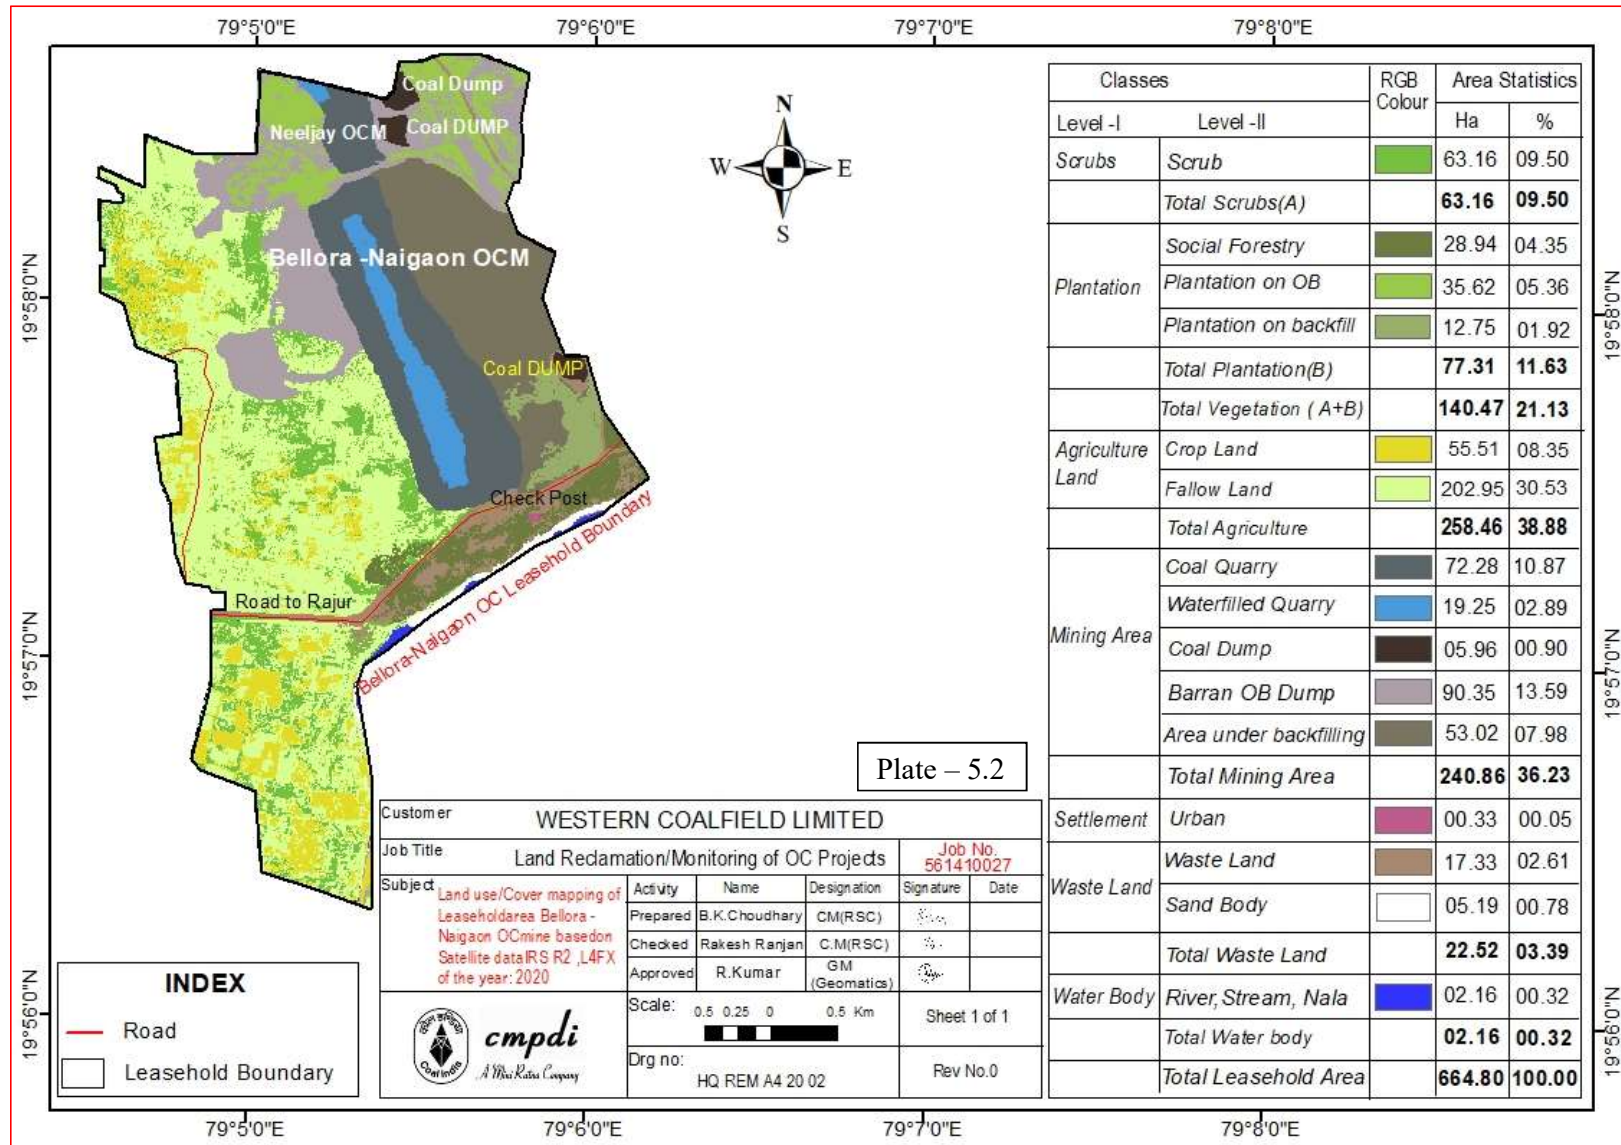 79°5'0"E 79°6'0"E 79°7'0"E 79°8'0"E
19°58'0"N 19°58'0"N
19°57'0"N 19°57'0"N
19°56'0"N 19°56'0"N
79°5'0"E 79°6'0"E 79°7'0"E 79°8'0"E
N
W E
S
Coal Dump
Neeljay OCM
Coal DUMP
Bellora -Naigaon OCM
Coal DUMP
Check Post
Road to Rajur
Bellora-Naigaon OC Leasehold Boundary
Plate – 5.2
Classes RGB Colour Area Statistics
Level -I Level -II Ha %
Scrubs Scrub 63.16 09.50
Total Scrubs(A) 63.16 09.50
Plantation Social Forestry 28.94 04.35
Plantation on OB 35.62 05.36
Plantation on backfill 12.75 01.92
Total Plantation(B) 77.31 11.63
Total Vegetation ( A+B) 140.47 21.13
Agriculture Land Crop Land 55.51 08.35
Fallow Land 202.95 30.53
Total Agriculture 258.46 38.88
Mining Area Coal Quarry 72.28 10.87
Waterfilled Quarry 19.25 02.89
Coal Dump 05.96 00.90
Barran OB Dump 90.35 13.59
Area under backfilling 53.02 07.98
Total Mining Area 240.86 36.23
Settlement Urban 00.33 00.05
Waste Land Waste Land 17.33 02.61
Sand Body 05.19 00.78
Total Waste Land 22.52 03.39
Water Body River,Stream, Nala 02.16 00.32
Total Water body 02.16 00.32
Total Leasehold Area 664.80 100.00
Customer WESTERN COALFIELD LIMITED
Job Title Land Reclamation/Monitoring of OC Projects Job No. 561410027
Subject Land use/Cover mapping of
Leaseholdarea Bellora -
Naigaon OCmine basedon
Satellite dataIRS R2 ,L4FX
of the year: 2020
Activity Name Designation Signature Date
Prepared B.K.Choudhary CM(RSC)
Checked Rakesh Ranjan C.M(RSC)
Approved R.Kumar GM (Geomatics)
Coal India
cmpdi
A Mini Ratna Company
Scale: 0.5 0.25 0 0.5 Km
Sheet 1 of 1
Drg no:
HQ REM A4 20 02
Rev No.0
INDEX
Road
Leasehold Boundary